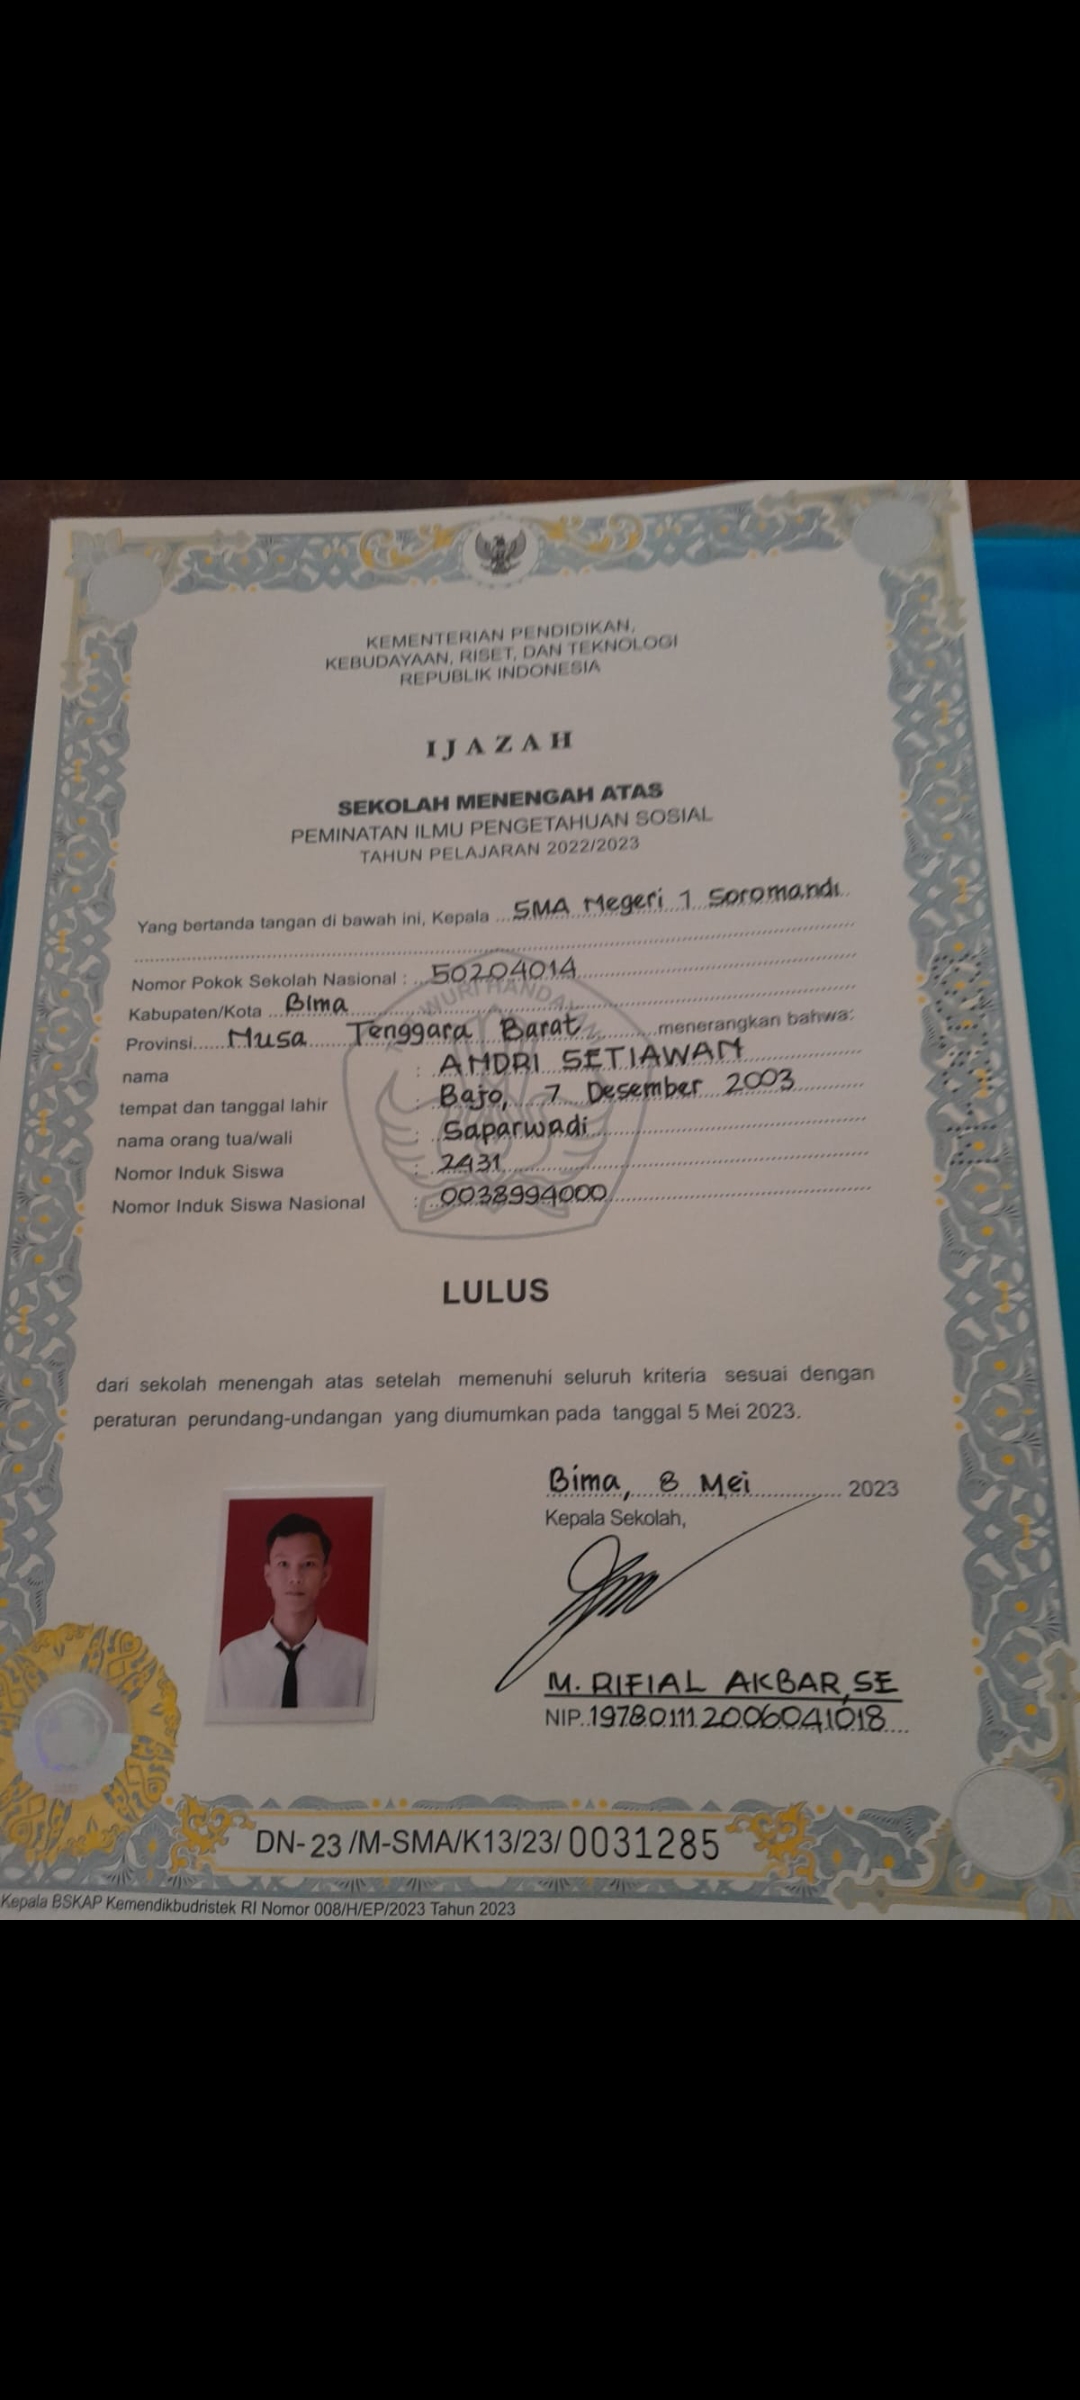 KEMENTERIAN PENDIDIKAN,
KEBUDAYAAN, RISET, DAN TEKNOLOGI
REPUBLIK INDONESIA
IJAZAH
SEKOLAH MENENGAH ATAS
PEMINATAN ILMU PENGETAHUAN SOSIAL
TAHUN PELAJARAN 2022/2023
Yang bertanda tangan di bawah ini, Kepala SMA Negeri 1 Soromandi
Nomor Pokok Sekolah Nasional : 50204014
Kabupaten/Kota Bima
Provinsi Nusa Tenggara Barat menerangkan bahwa:
nama : ANDRI SETIAWAN
tempat dan tanggal lahir : Bajo, 7 Desember 2003
nama orang tua/wali : Saparwadi
Nomor Induk Siswa : 2431
Nomor Induk Siswa Nasional : 0038994000
LULUS
dari sekolah menengah atas setelah memenuhi seluruh kriteria sesuai dengan
peraturan perundang-undangan yang diumumkan pada tanggal 5 Mei 2023.
Bima, 8 Mei 2023
Kepala Sekolah,
M. RIFIAL AKBAR, SE
NIP. 197801112006041018
DN-23/M-SMA/K13/23/0031285
Kepala BSKAP Kemendikbudristek RI Nomor 008/H/EP/2023 Tahun 2023